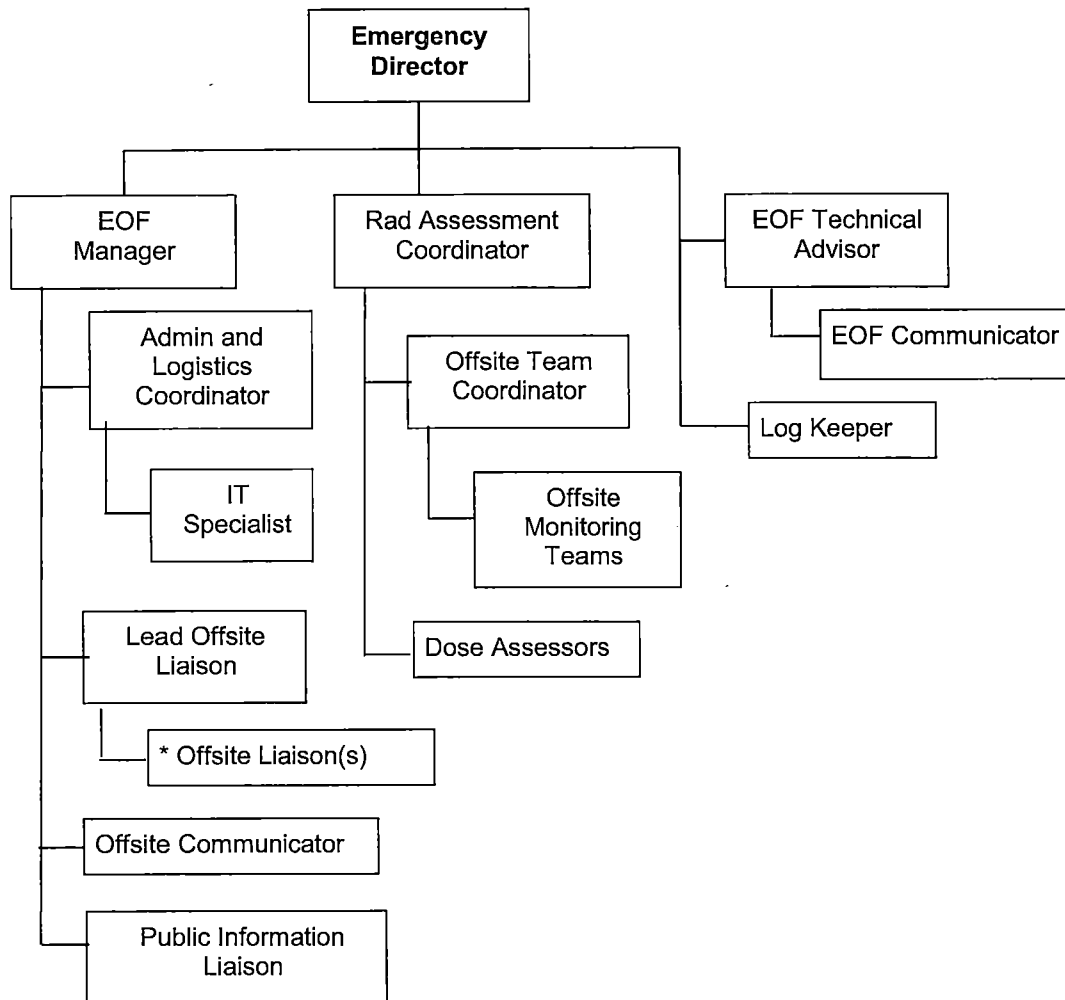 Emergency
Director
EOF
Manager
Rad Assessment
Coordinator
EOF Technical
Advisor
Admin and
Logistics
Coordinator
Offsite Team
Coordinator
EOF Communicator
Log Keeper
IT
Specialist
Offsite
Monitoring
Teams
Lead Offsite
Liaison
Dose Assessors
* Offsite Liaison(s)
Offsite Communicator
Public Information
Liaison